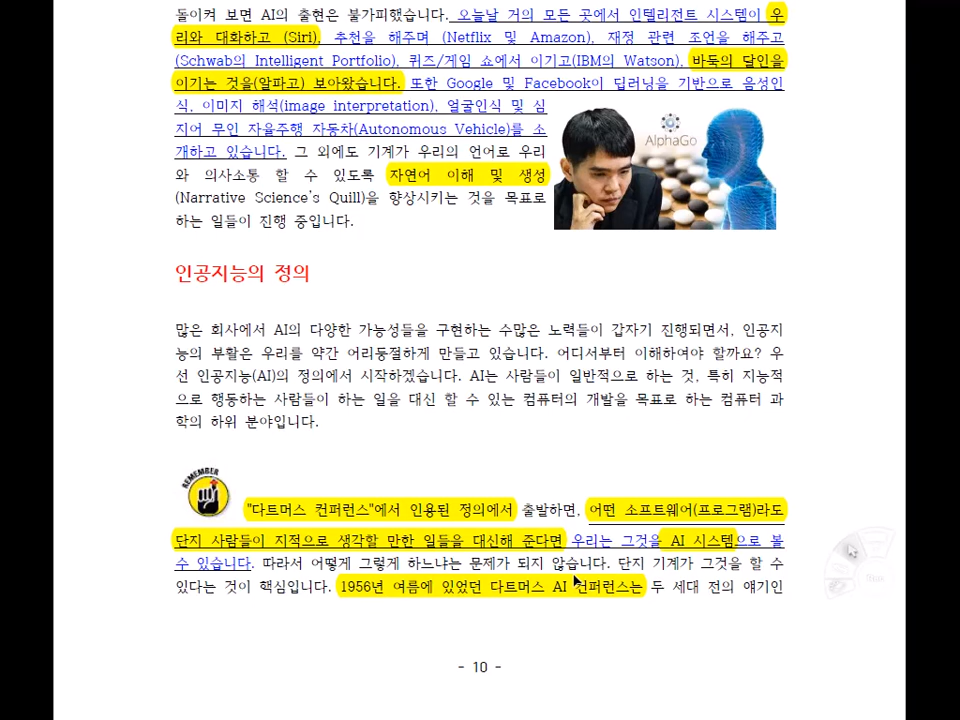 돌이켜 보면 AI의 출현은 불가피했습니다. 오늘날 거의 모든 곳에서 인텔리전트 시스템이 우
리와 대화하고 (Siri), 추천을 해주며 (Netflix 및 Amazon), 재정 관련 조언을 해주고
(Schwab의 Intelligent Portfolio), 퀴즈/게임 쇼에서 이기고(IBM의 Watson), 바둑의 달인을
이기는 것을(알파고) 보아왔습니다. 또한 Google 및 Facebook이 딥러닝을 기반으로 음성인
식, 이미지 해석(image interpretation), 얼굴인식 및 심
지어 무인 자율주행 자동차(Autonomous Vehicle)를 소
개하고 있습니다. 그 외에도 기계가 우리의 언어로 우리
와 의사소통 할 수 있도록 자연어 이해 및 생성
(Narrative Science's Quill)을 향상시키는 것을 목표로
하는 일들이 진행 중입니다.
AlphaGo
인공지능의 정의
많은 회사에서 AI의 다양한 가능성들을 구현하는 수많은 노력들이 갑자기 진행되면서, 인공지
능의 부활은 우리를 약간 어리둥절하게 만들고 있습니다. 어디서부터 이해하여야 할까요? 우
선 인공지능(AI)의 정의에서 시작하겠습니다. AI는 사람들이 일반적으로 하는 것, 특히 지능적
으로 행동하는 사람들이 하는 일을 대신 할 수 있는 컴퓨터의 개발을 목표로 하는 컴퓨터 과
학의 하위 분야입니다.
REMEMBER
"다트머스 컨퍼런스"에서 인용된 정의에서 출발하면, 어떤 소프트웨어(프로그램)라도
단지 사람들이 지적으로 생각할 만한 일들을 대신해 준다면 우리는 그것을 AI 시스템으로 볼
수 있습니다. 따라서 어떻게 그렇게 하느냐는 문제가 되지 않습니다. 단지 기계가 그것을 할 수
있다는 것이 핵심입니다. 1956년 여름에 있었던 다트머스 AI 컨퍼런스는 두 세대 전의 얘기인
- 10 -